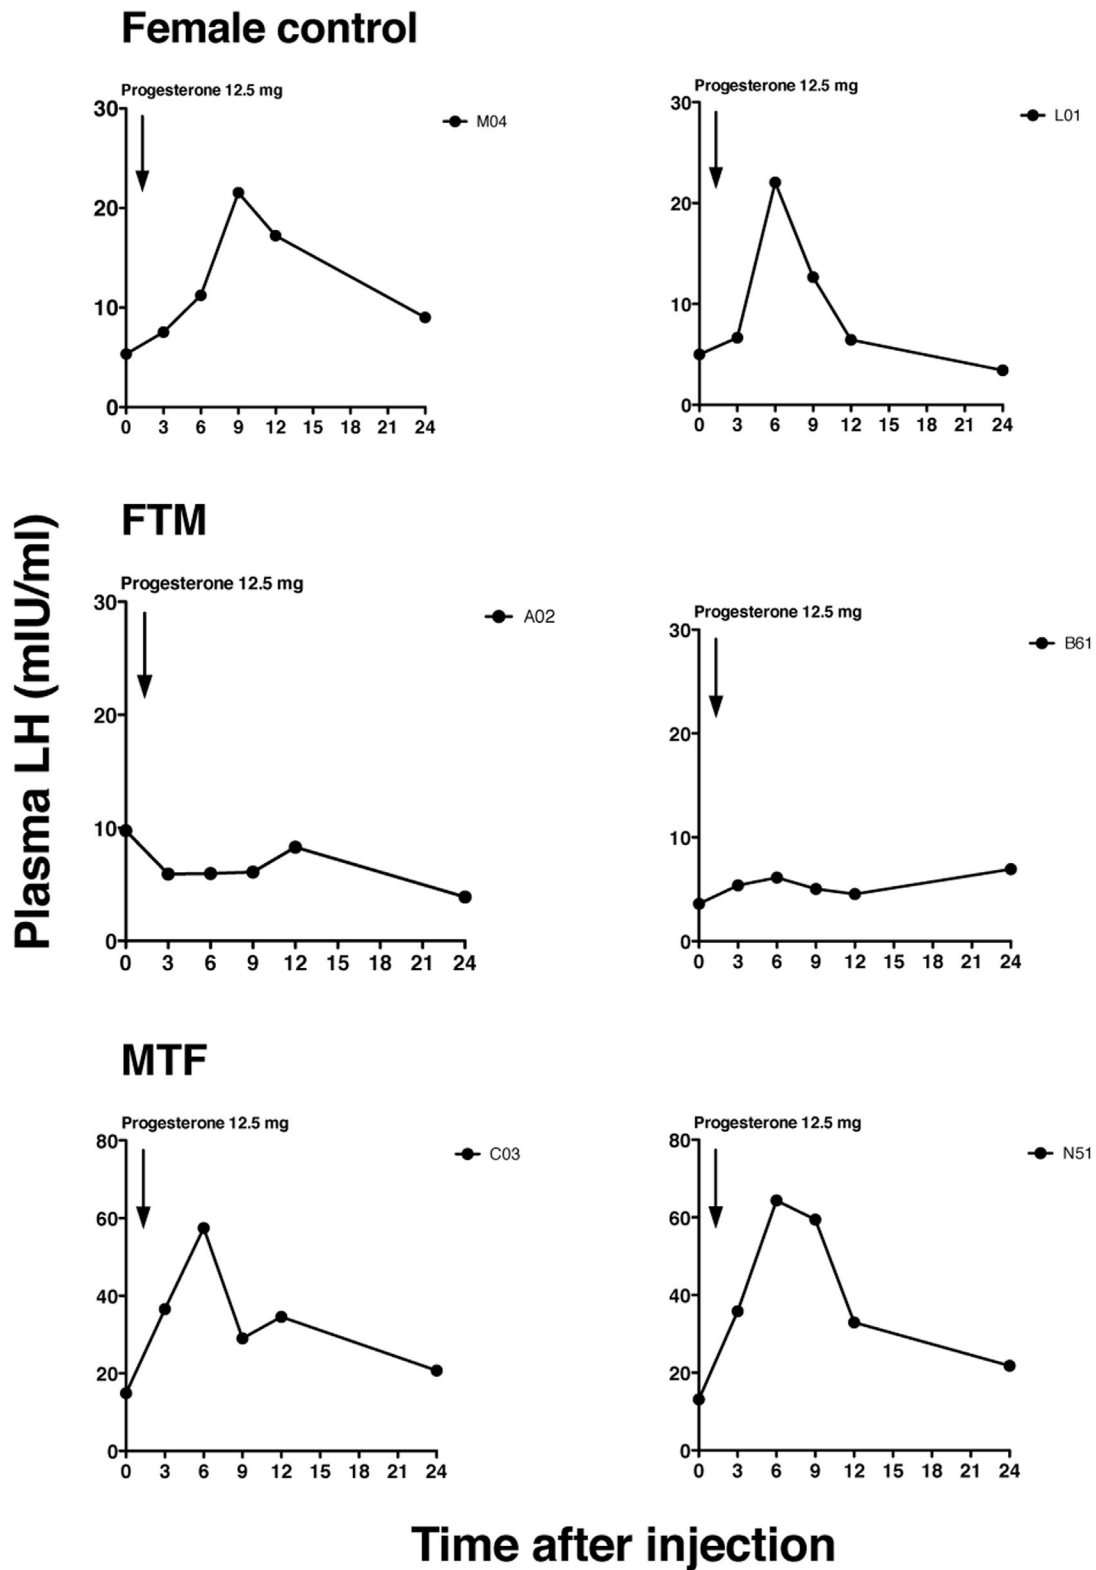 Female control
Progesterone 12.5 mg
30
20
10
0
0 3 6 9 12 15 18 21 24
M04
Progesterone 12.5 mg
30
20
10
0
0 3 6 9 12 15 18 21 24
L01
Plasma LH (mIU/ml)
FTM
Progesterone 12.5 mg
30
20
10
0
0 3 6 9 12 15 18 21 24
A02
Progesterone 12.5 mg
30
20
10
0
0 3 6 9 12 15 18 21 24
B61
MTF
Progesterone 12.5 mg
80
60
40
20
0
0 3 6 9 12 15 18 21 24
C03
Progesterone 12.5 mg
80
60
40
20
0
0 3 6 9 12 15 18 21 24
N51
Time after injection